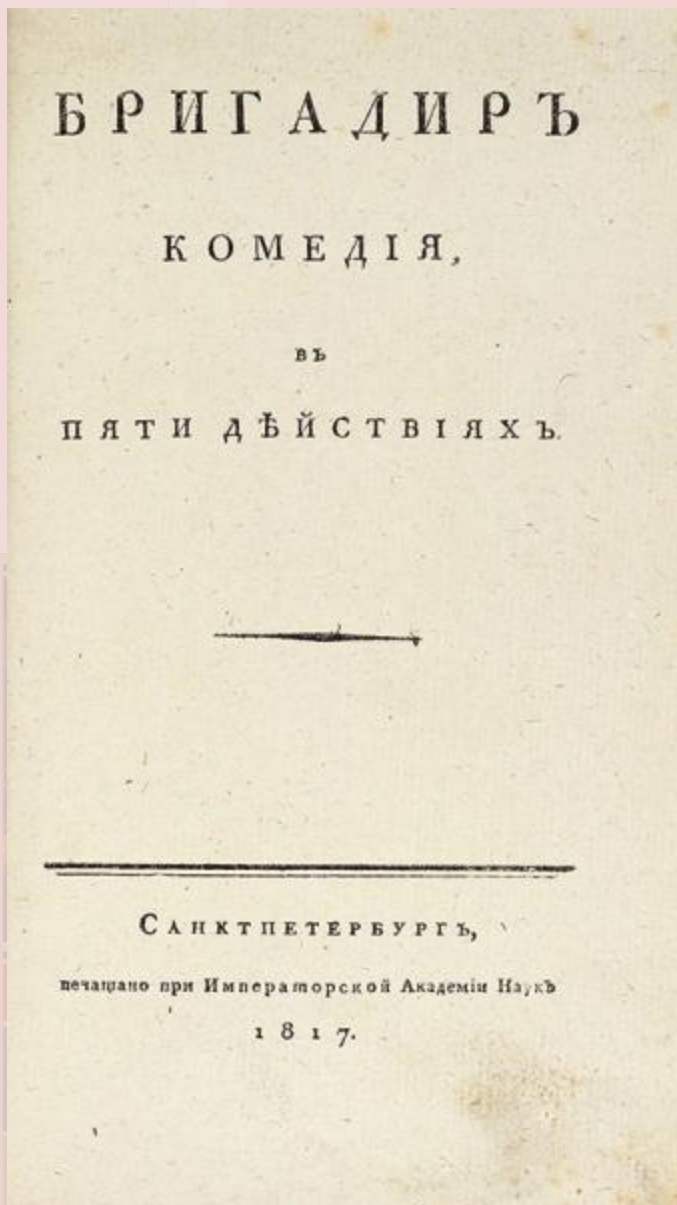 БРИГАДИРЪ
КОМЕДІЯ,
ВЪ
ПЯТИ ДѢЙСТВІЯХЪ.
САНКТПЕТЕРБУРГЪ,
печатано при Императорской Академіи Наукъ
1817.